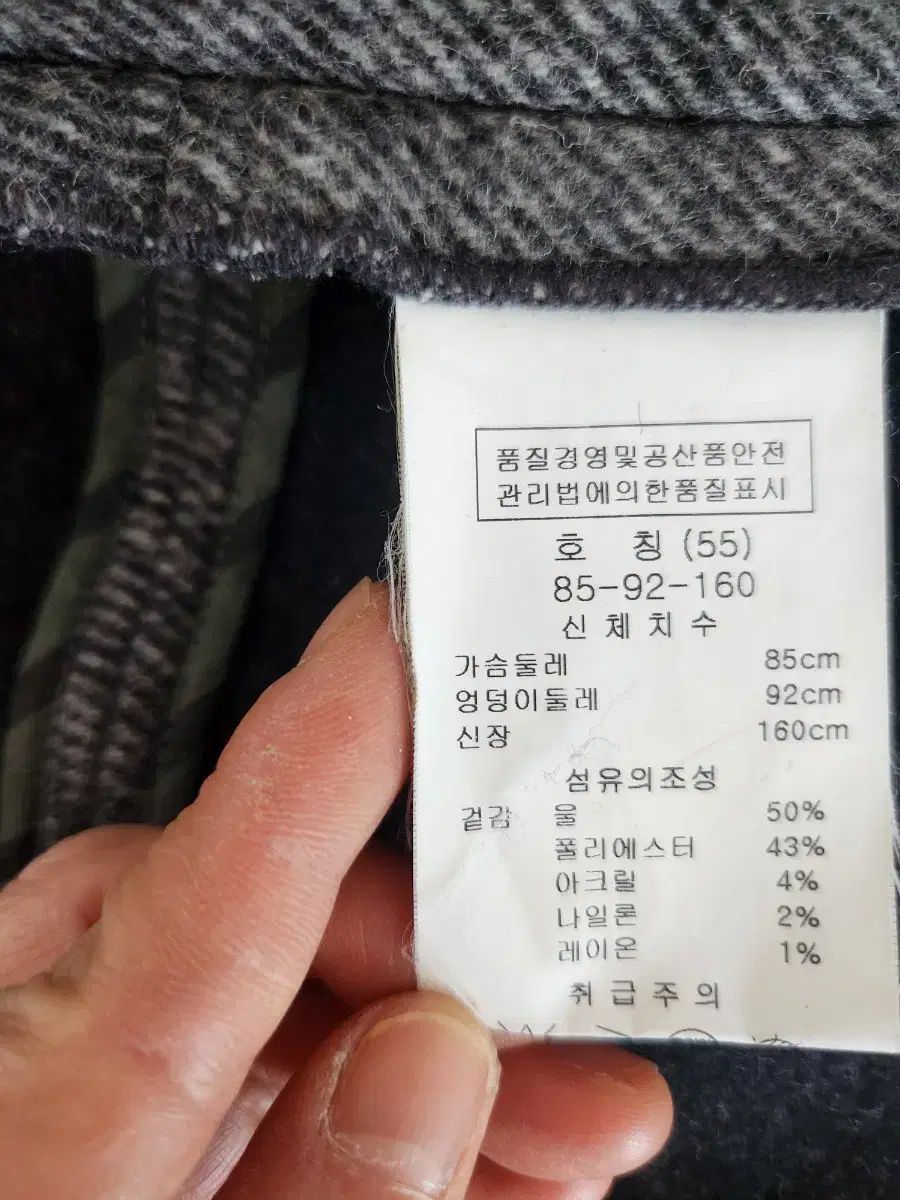 품질경영및공산품안전
관리법에의한품질표시
호 칭 (55)
85-92-160
신 체 치 수
가슴둘레 85cm
엉덩이둘레 92cm
신장 160cm
섬유의조성
겉감 울 50%
폴리에스터 43%
아크릴 4%
나일론 2%
레이온 1%
취 급 주 의